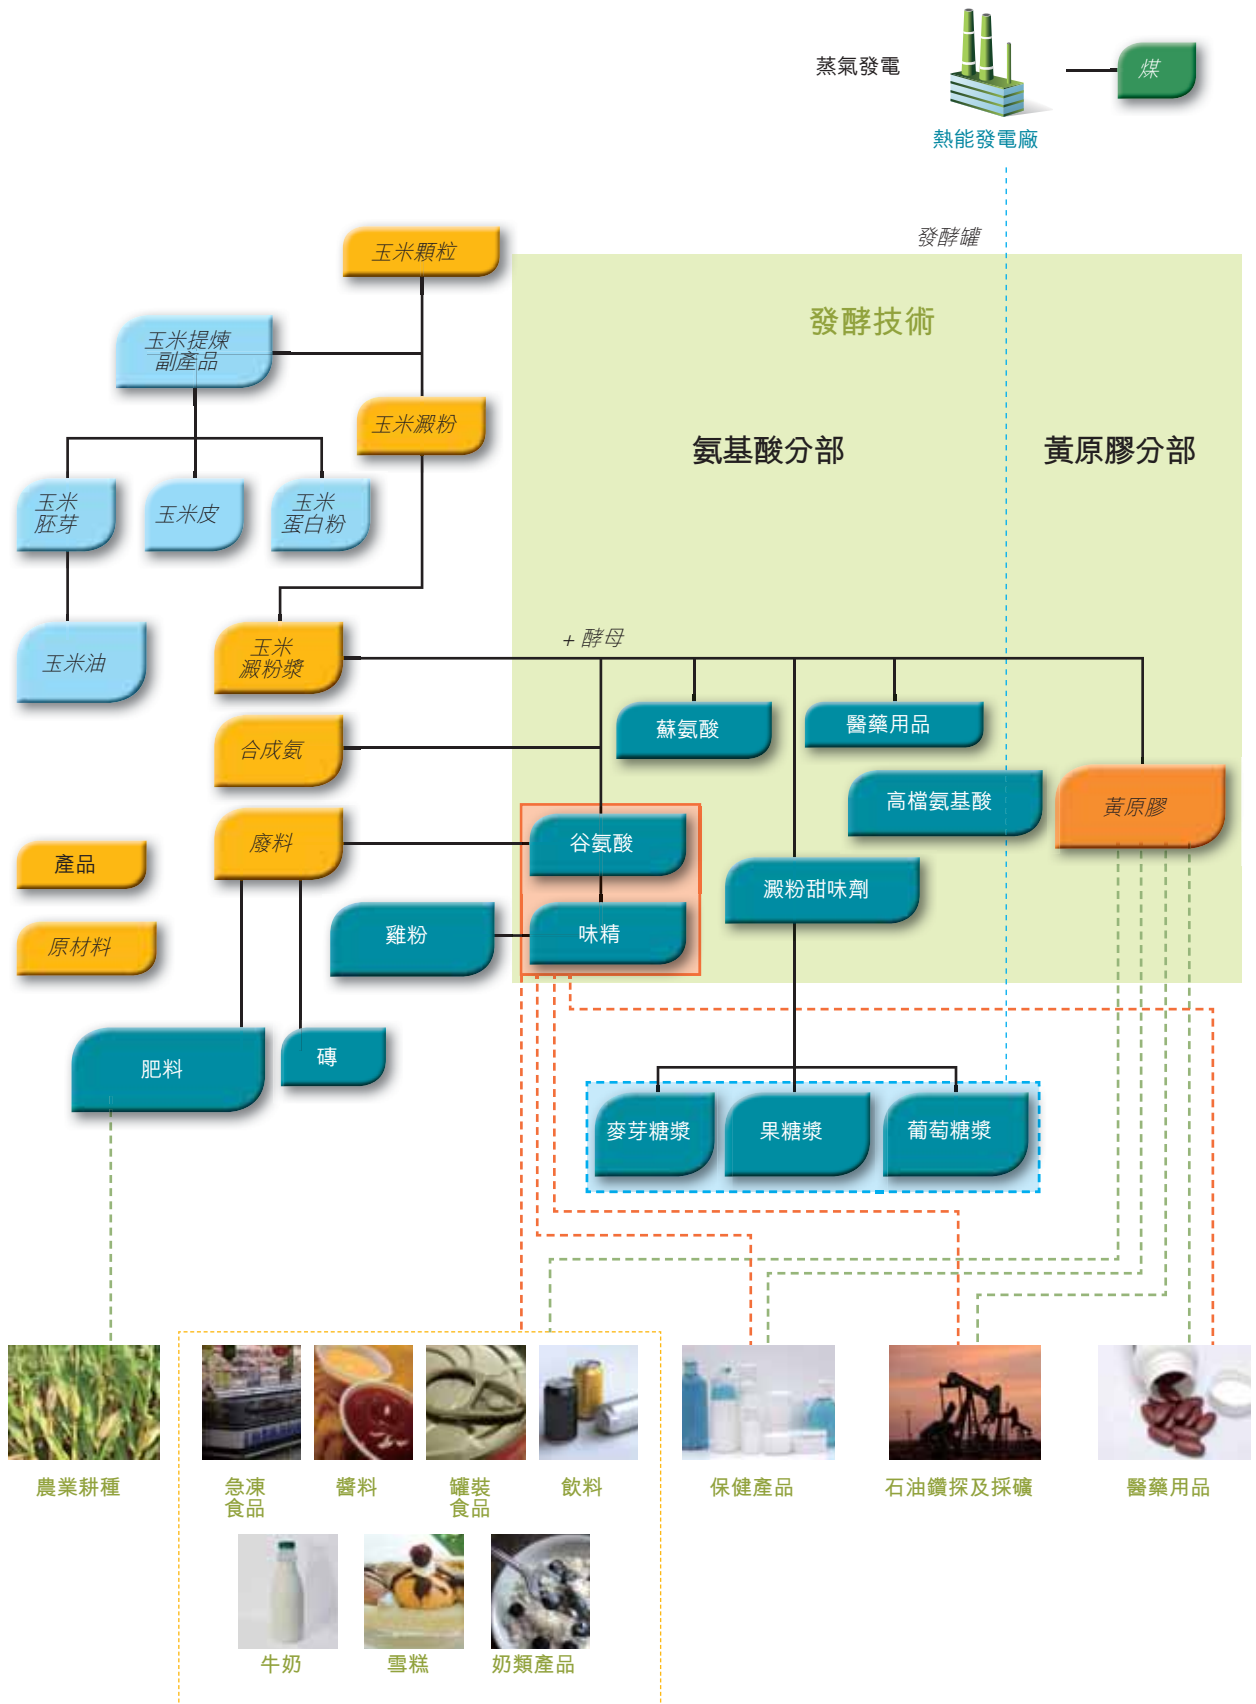 蒸氣發電
煤
熱能發電廠
發酵罐
玉米顆粒
發酵技術
玉米提煉
副產品
玉米澱粉
氨基酸分部
黃原膠分部
玉米
胚芽
玉米皮
玉米
蛋白粉
+ 酵母
玉米油
玉米
澱粉漿
蘇氨酸
醫藥用品
合成氨
高檔氨基酸
黃原膠
廢料
谷氨酸
產品
澱粉甜味劑
原材料
雞粉
味精
肥料
磚
麥芽糖漿
果糖漿
葡萄糖漿
農業耕種
急凍
食品
醬料
罐裝
食品
飲料
保健產品
石油鑽探及採礦
醫藥用品
牛奶
雪糕
奶類產品